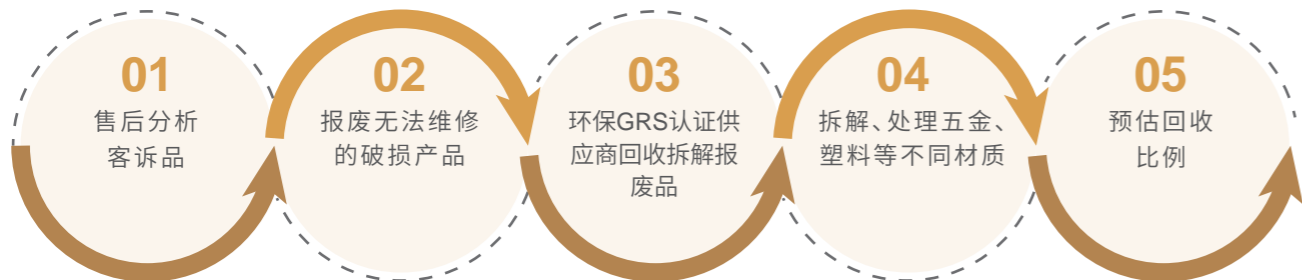 01
售后分析
客诉品
02
报废无法维修
的破损产品
03
环保GRS认证供
应商回收拆解报
废品
04
拆解、处理五金、
塑料等不同材质
05
预估回收
比例